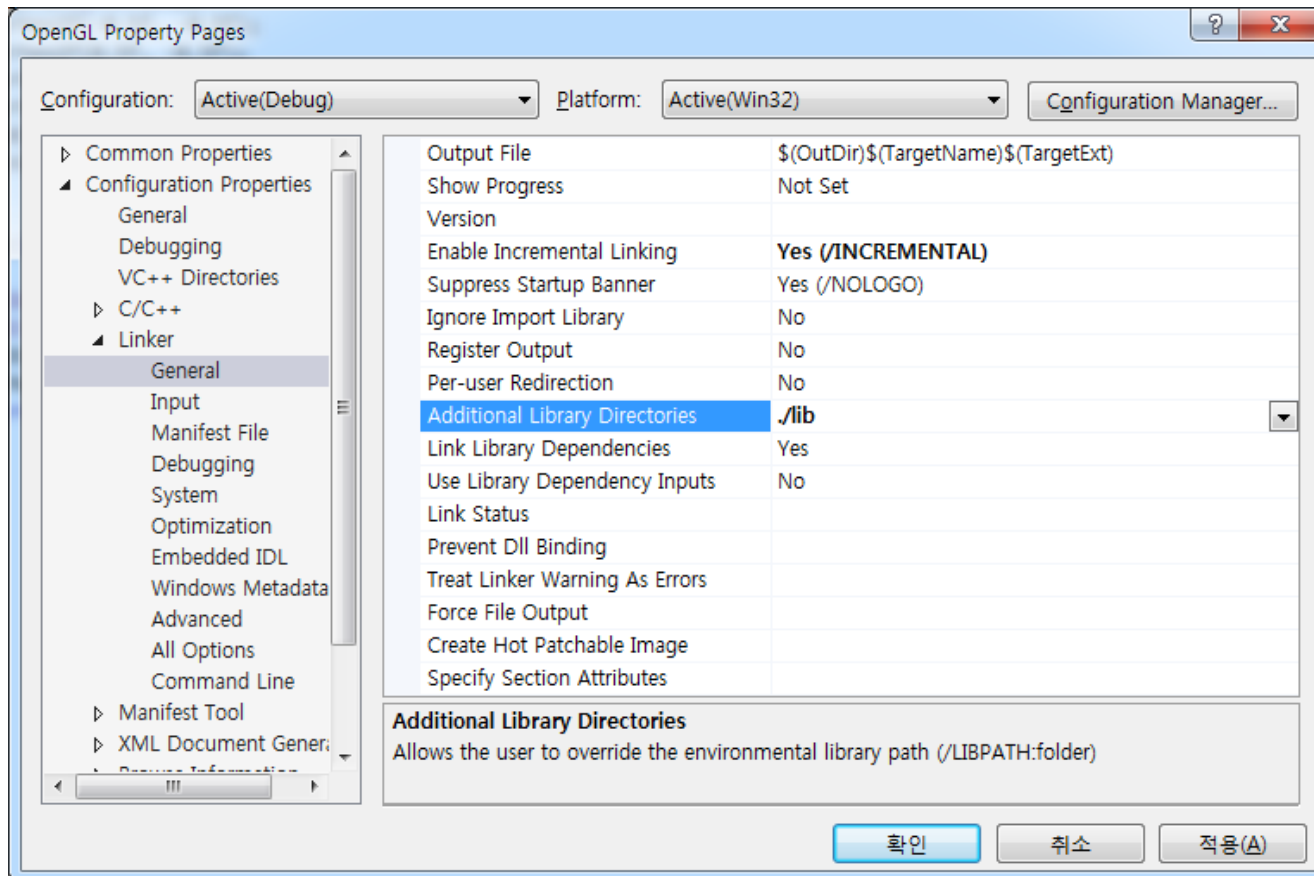 OpenGL Property Pages
Configuration: Active(Debug) Platform: Active(Win32) Configuration Manager...
Common Properties
Configuration Properties
General
Debugging
VC++ Directories
C/C++
Linker
General
Input
Manifest File
Debugging
System
Optimization
Embedded IDL
Windows Metadata
Advanced
All Options
Command Line
Manifest Tool
XML Document Genera
Output File $(OutDir)$(TargetName)$(TargetExt)
Show Progress Not Set
Version
Enable Incremental Linking Yes (/INCREMENTAL)
Suppress Startup Banner Yes (/NOLOGO)
Ignore Import Library No
Register Output No
Per-user Redirection No
Additional Library Directories ./lib
Link Library Dependencies Yes
Use Library Dependency Inputs No
Link Status
Prevent Dll Binding
Treat Linker Warning As Errors
Force File Output
Create Hot Patchable Image
Specify Section Attributes
Additional Library Directories
Allows the user to override the environmental library path (/LIBPATH:folder)
확인 취소 적용(A)